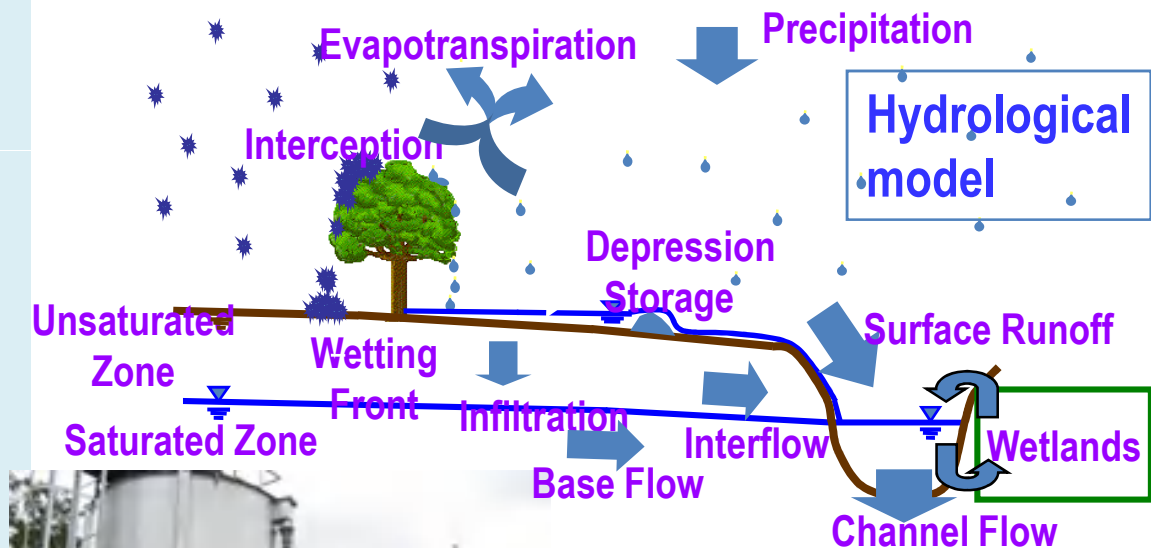 Evapotranspiration
Precipitation
Hydrological
model
Interception
Depression
Storage
Unsaturated
Zone
Surface Runoff
Wetting
Front
Infiltration
Saturated Zone
Interflow
Wetlands
Base Flow
Channel Flow